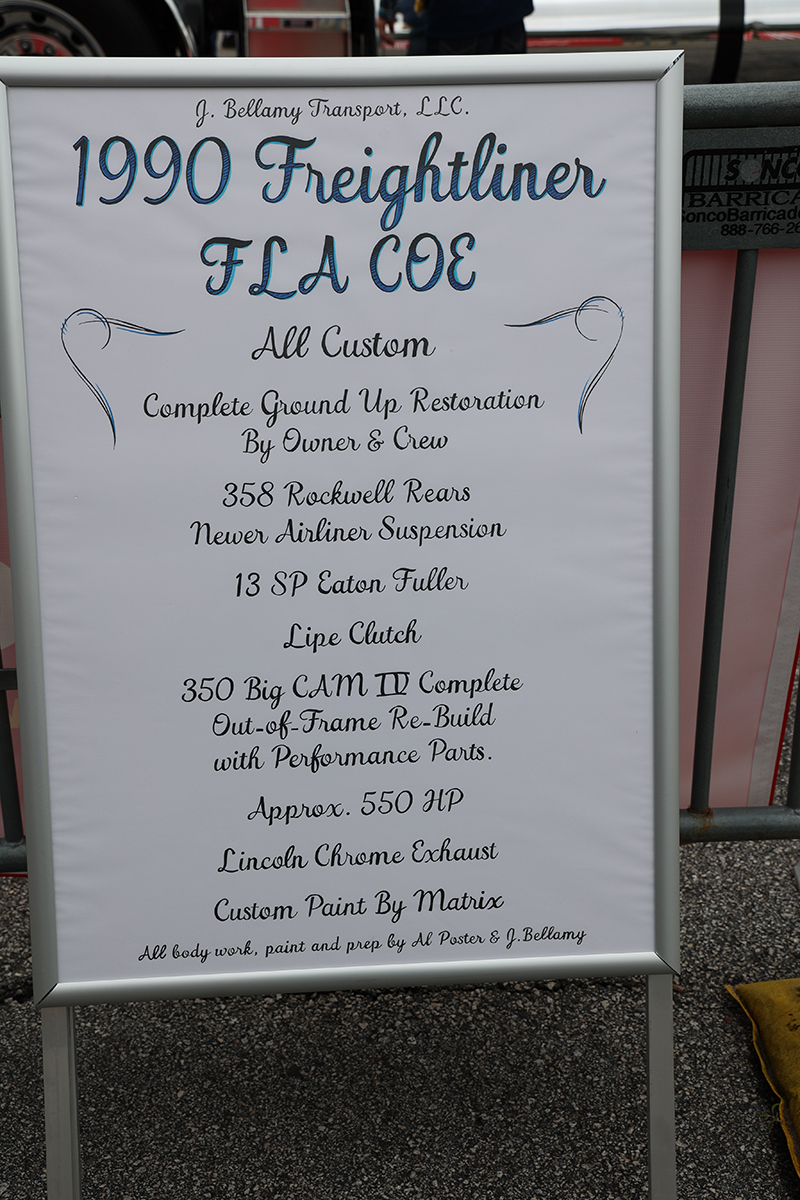 J. Bellamy Transport, LLC.
1990 Freightliner
FLA COE
All Custom
Complete Ground Up Restoration
By Owner & Crew
358 Rockwell Rears
Newer Airliner Suspension
13 SP Eaton Fuller
Lipe Clutch
350 Big CAM IV Complete
Out-of-Frame Re-Build
with Performance Parts.
Approx. 550 HP
Lincoln Chrome Exhaust
Custom Paint By Matrix
All body work, paint and prep by Al Poster & J.Bellamy
888-766-26